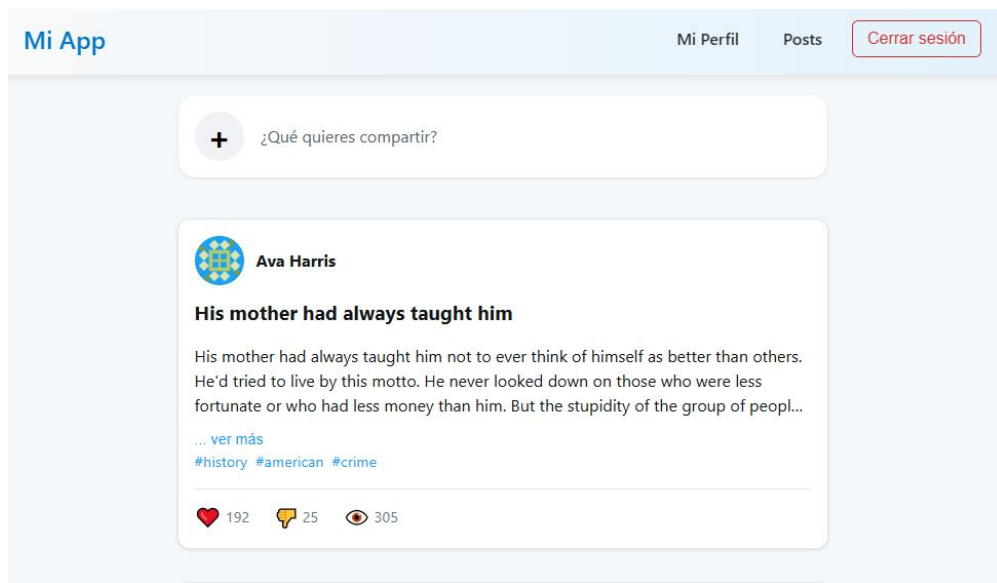 Mi App
Mi Perfil
Posts
Cerrar sesión
+
¿Qué quieres compartir?
Ava Harris
His mother had always taught him
His mother had always taught him not to ever think of himself as better than others.
He'd tried to live by this motto. He never looked down on those who were less
fortunate or who had less money than him. But the stupidity of the group of peopl...
... ver más
#history #american #crime
192 25 305